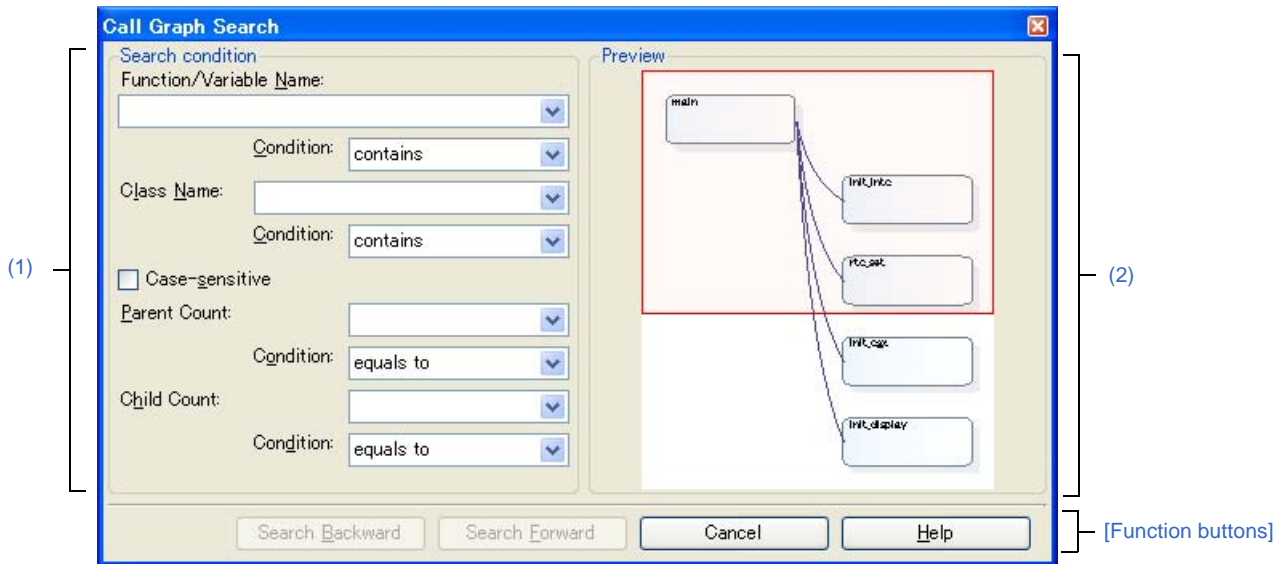 Call Graph Search
Search condition
Function/Variable Name:
Condition: contains
Class Name:
Condition: contains
Case-sensitive
Parent Count:
Condition: equals to
Child Count:
Condition: equals to
Preview
main
init_intc
rtc_set
init_display
Search Backward
Search Forward
Cancel
Help
(1)
(2)
[Function buttons]